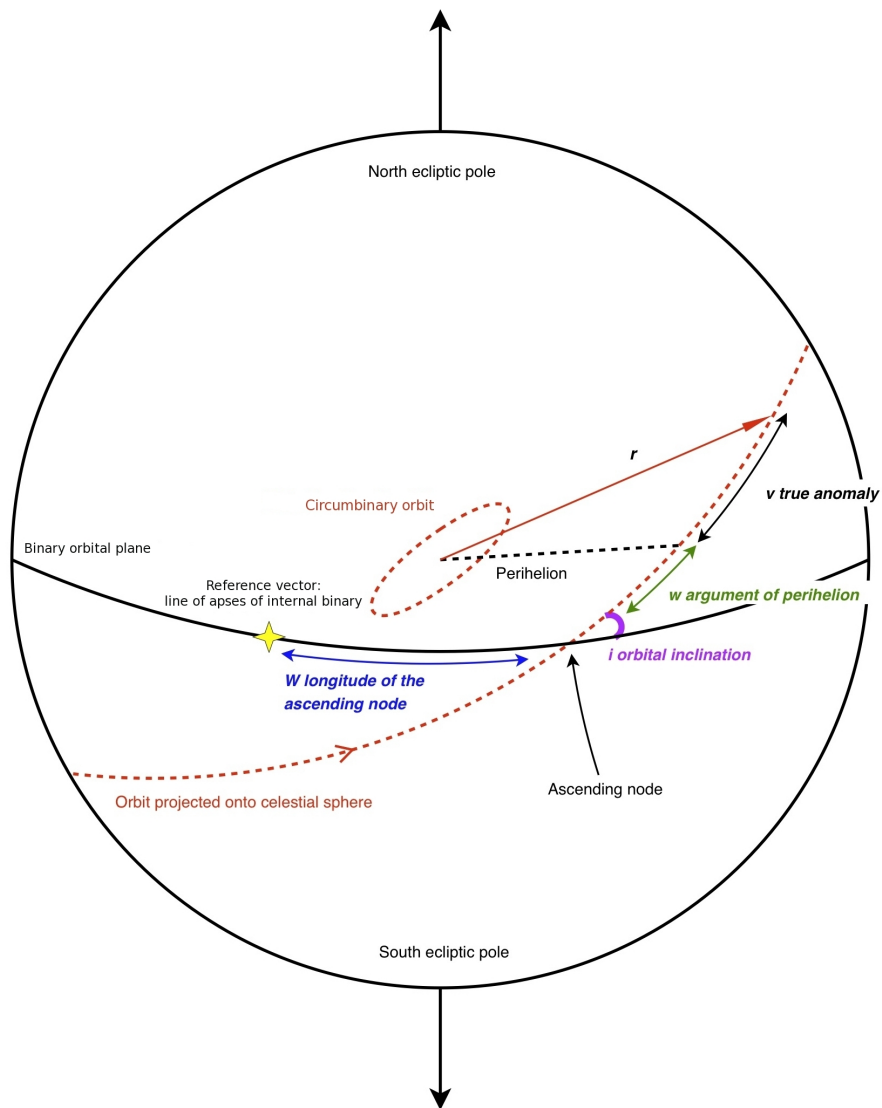 North ecliptic pole
r
v true anomaly
Circumbinary orbit
Binary orbital plane
Perihelion
Reference vector:
line of apses of internal binary
w argument of perihelion
i orbital inclination
W longitude of the
ascending node
Ascending node
Orbit projected onto celestial sphere
South ecliptic pole